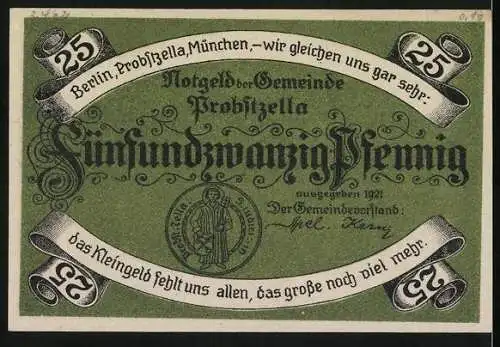 25
25
Berlin, Probstzella, München, – wir gleichen uns gar sehr:
Notgeld der Gemeinde
Probstzella
Fünfundzwanzig Pfennig
ausgegeben 1921
Der Gemeindevorstand:
das Kleingeld fehlt uns allen, das große noch viel mehr.
25
25